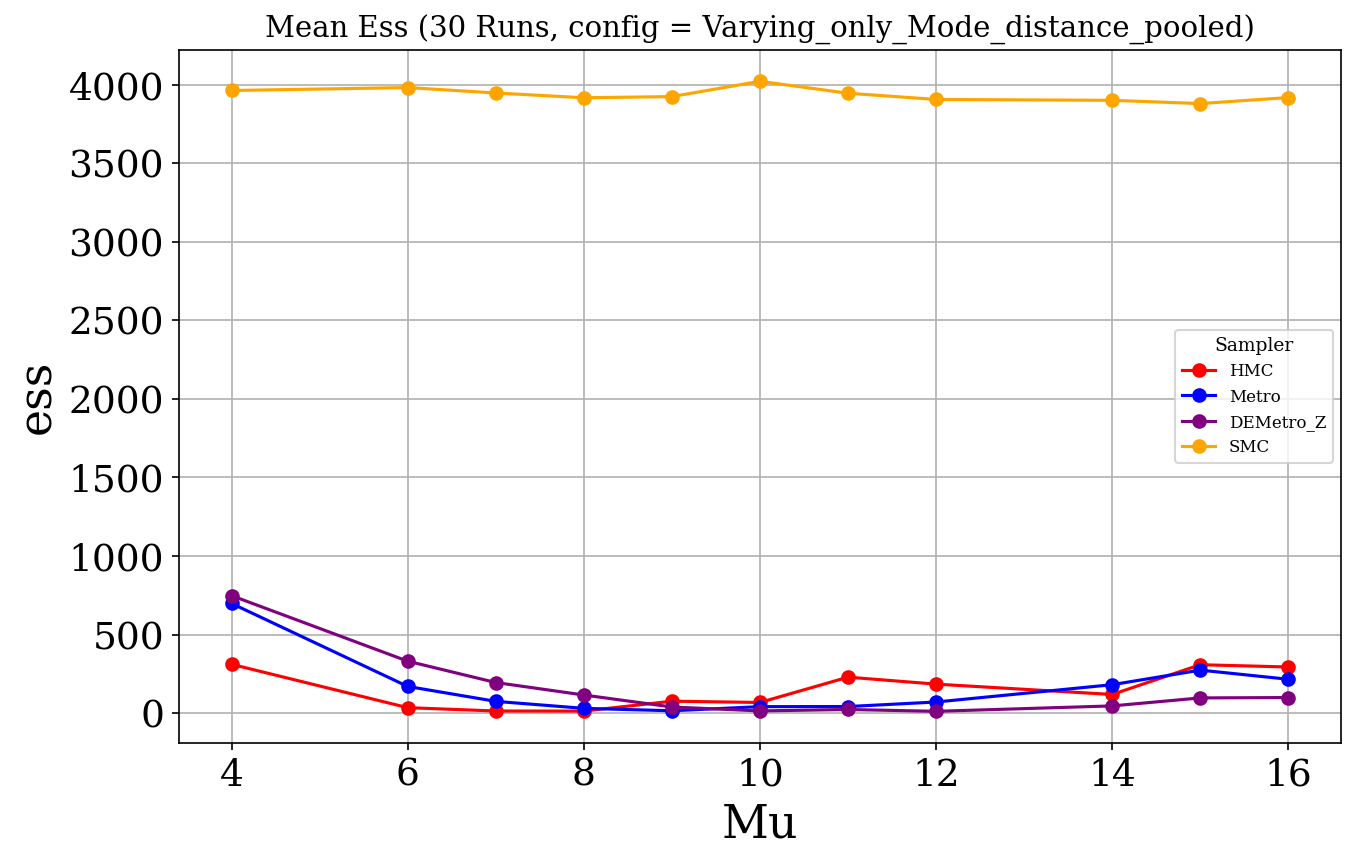 Mean Ess (30 Runs, config = Varying_only_Mode_distance_pooled)
4000
3500
3000
2500
2000
1500
1000
500
0
ess
Sampler
HMC
Metro
DEMetro_Z
SMC
4 6 8 10 12 14 16
Mu